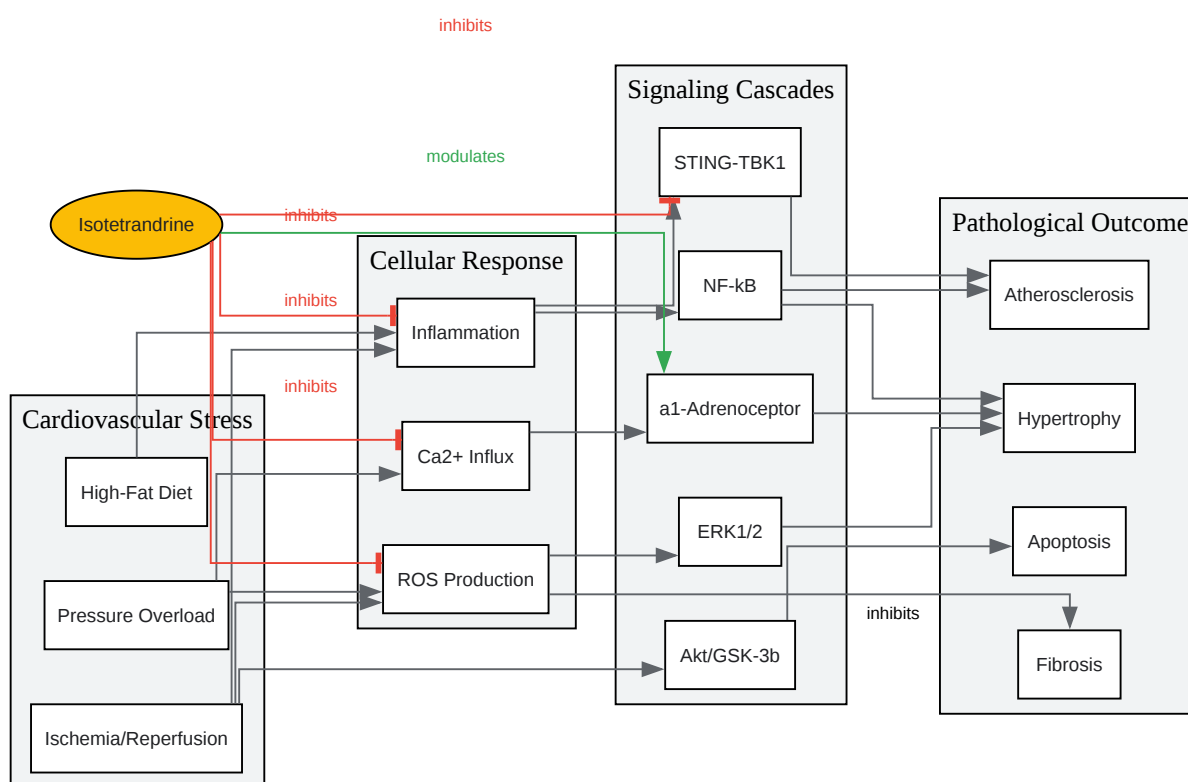 inhibits
Signaling Cascades
STING-TBK1
modulates
Isotetrandrine
inhibits
Pathological Outcome
Cellular Response
NF-kB
Atherosclerosis
inhibits
Inflammation
inhibits
a1-Adrenoceptor
Cardiovascular Stress
Hypertrophy
Ca2+ Influx
High-Fat Diet
ERK1/2
Apoptosis
ROS Production
Pressure Overload
inhibits
Akt/GSK-3b
Fibrosis
Ischemia/Reperfusion